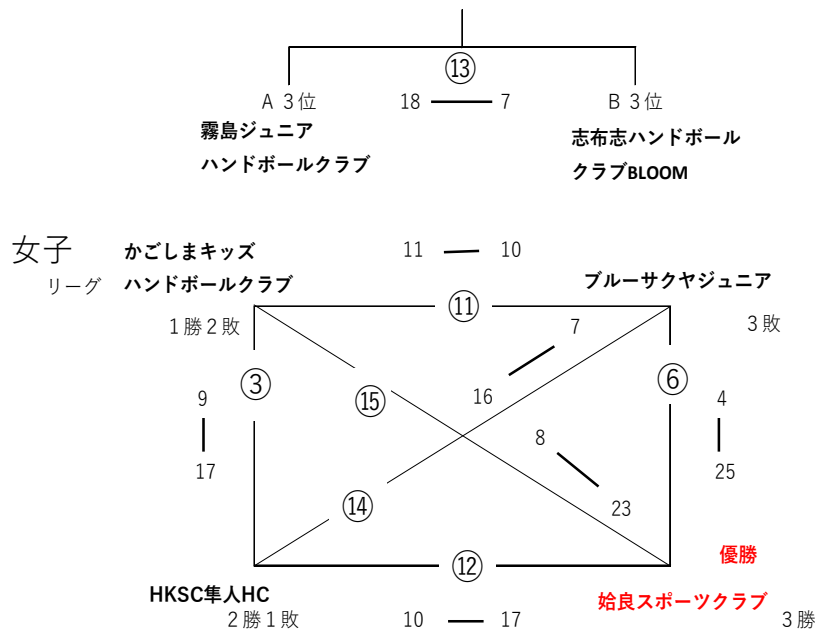 ⑬
A 3位 18 7 B 3位
霧島ジュニア
ハンドボールクラブ
志布志ハンドボール
クラブBLOOM
女子
リーグ
かごしまキッズ
ハンドボールクラブ
11 10
ブルーサクヤジュニア
⑪
1勝2敗
3敗
7
③
⑥
⑮
16
9
17
4
25
8
23
⑭
⑫
優勝
HKSC隼人HC
姶良スポーツクラブ
2勝1敗
10 17
3勝